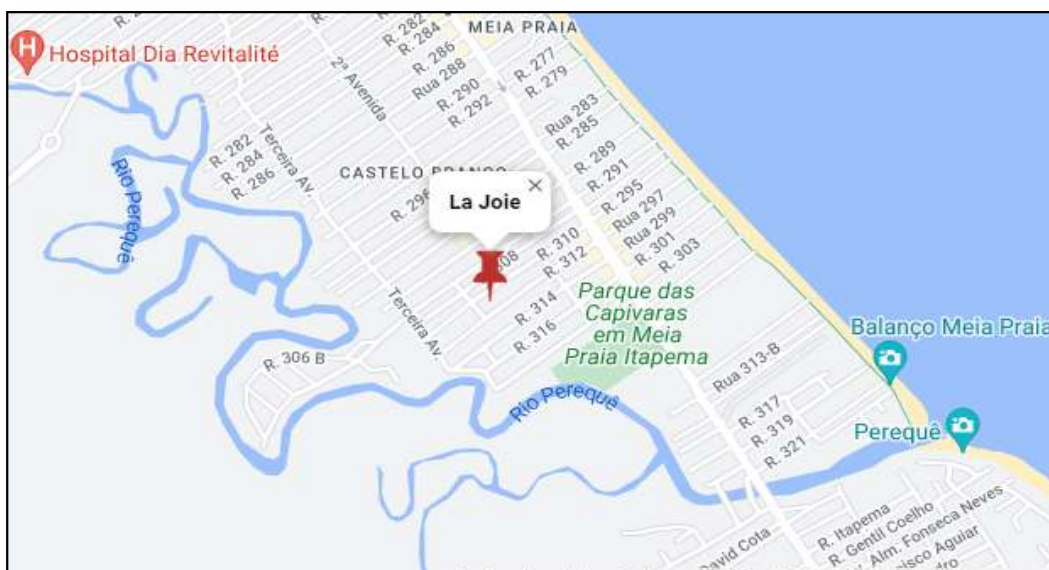 MEIA PRAIA
Hospital Dia Revitalité
R. 282
R. 284
R. 286
Rua 288
R. 290
R. 292
2ª Avenida
R. 277
R. 279
Rua 283
R. 285
R. 289
R. 291
R. 295
Rua 297
Rua 299
R. 301
R. 303
Terceira Av.
R. 282
R. 284
R. 286
CASTELO
R. 296
La Joie
R. 310
R. 312
R. 314
R. 316
Rio Perequê
Terceira Av.
R. 306 B
Parque das
Capivaras
em Meia
Praia Itapema
Balanço Meia Praia
Rio Perequê
Rua 313-B
R. 317
R. 319
R. 321
Perequê
David Cota
R. Itapema
R. Gentil Coelho
Alm. Fonseca Neves
Aguiar